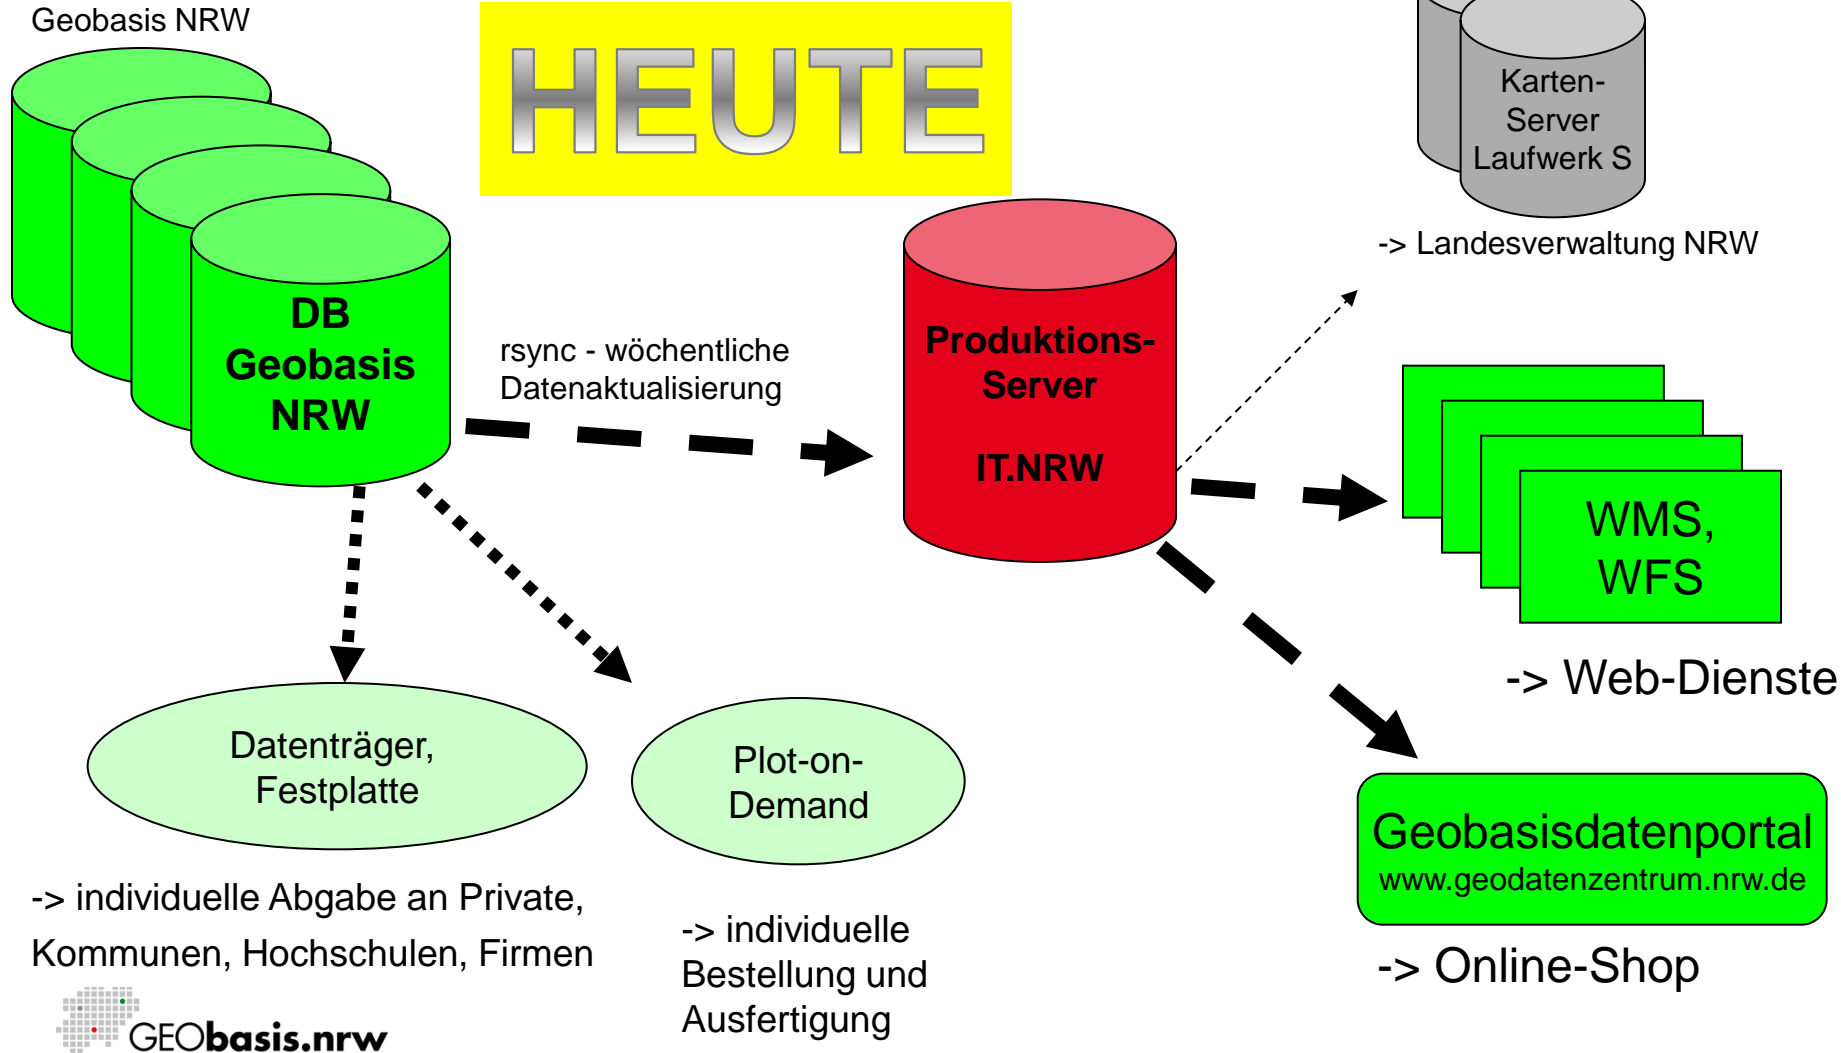 Geobasis NRW
HEUTE
Karten-
Server
Laufwerk S
-> Landesverwaltung NRW
DB
Geobasis
NRW
rsync - wöchentliche
Datenaktualisierung
Produktions-
Server
IT.NRW
WMS,
WFS
-> Web-Dienste
Datenträger,
Festplatte
Plot-on-
Demand
Geobasisdatenportal
www.geodatenzentrum.nrw.de
-> individuelle Abgabe an Private,
Kommunen, Hochschulen, Firmen
-> individuelle
Bestellung und
Ausfertigung
-> Online-Shop
GEObasis.nrw